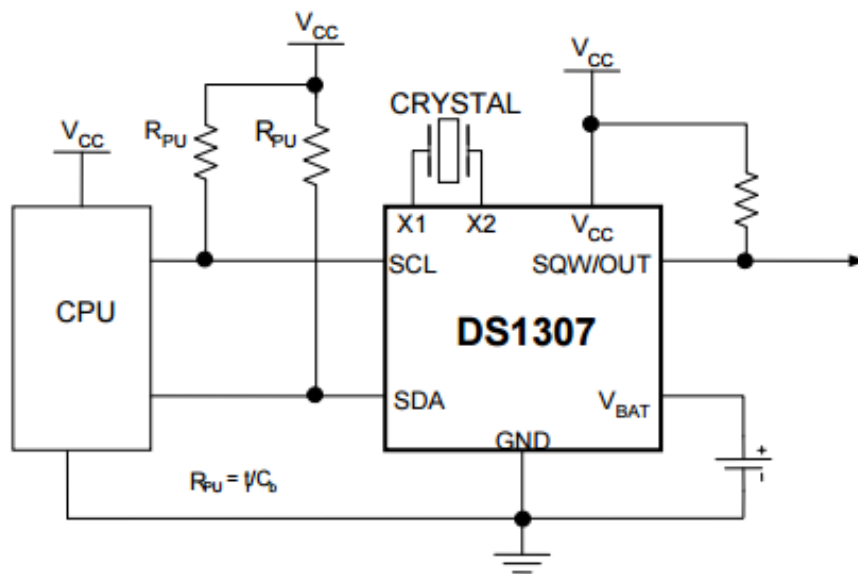 VCC
VCC
CRYSTAL
RPU
RPU
VCC
X1
X2
VCC
SCL
SQW/OUT
CPU
DS1307
SDA
VBAT
GND
+
-
RPU = tr/Cb